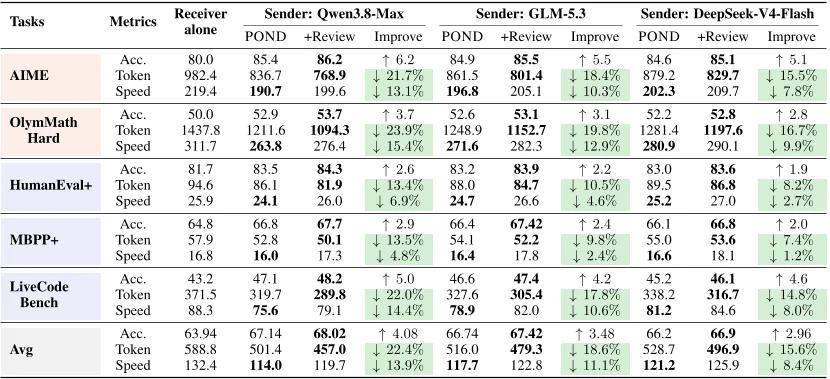 Tasks Metrics Receiver alone Sender: Qwen3.8-Max Sender: GLM-5.3 Sender: DeepSeek-V4-Flash
POND +Review Improve POND +Review Improve POND +Review Improve
AIME
Acc. 80.0 85.4 86.2 ↑ 6.2 84.9 85.5 ↑ 5.5 84.6 85.1 ↑ 5.1
Token 982.4 836.7 768.9 ↓ 21.7% 861.5 801.4 ↓ 18.4% 879.2 829.7 ↓ 15.5%
Speed 219.4 190.7 199.6 ↓ 13.1% 196.8 205.1 ↓ 10.3% 202.3 209.7 ↓ 7.8%
OlymMath Hard
Acc. 50.0 52.9 53.7 ↑ 3.7 52.6 53.1 ↑ 3.1 52.2 52.8 ↑ 2.8
Token 1437.8 1211.6 1094.3 ↓ 23.9% 1248.9 1152.7 ↓ 19.8% 1281.4 1197.6 ↓ 16.7%
Speed 311.7 263.8 276.4 ↓ 15.4% 271.6 282.3 ↓ 12.9% 280.9 290.1 ↓ 9.9%
HumanEval+
Acc. 81.7 83.5 84.3 ↑ 2.6 83.2 83.9 ↑ 2.2 83.0 83.6 ↑ 1.9
Token 94.6 86.1 81.9 ↓ 13.4% 88.0 84.7 ↓ 10.5% 89.5 86.8 ↓ 8.2%
Speed 25.9 24.1 26.0 ↓ 6.9% 24.7 26.6 ↓ 4.6% 25.2 27.0 ↓ 2.7%
MBPP+
Acc. 64.8 66.8 67.7 ↑ 2.9 66.4 67.42 ↑ 2.4 66.1 66.8 ↑ 2.0
Token 57.9 52.8 50.1 ↓ 13.5% 54.1 52.2 ↓ 9.8% 55.0 53.6 ↓ 7.4%
Speed 16.8 16.0 17.3 ↓ 4.8% 16.4 17.8 ↓ 2.4% 16.6 18.1 ↓ 1.2%
LiveCode Bench
Acc. 43.2 47.1 48.2 ↑ 5.0 46.6 47.4 ↑ 4.2 45.2 46.1 ↑ 4.6
Token 371.5 319.7 289.8 ↓ 22.0% 327.6 305.4 ↓ 17.8% 338.2 316.7 ↓ 14.8%
Speed 88.3 75.6 79.1 ↓ 14.4% 78.9 82.0 ↓ 10.6% 81.2 84.6 ↓ 8.0%
Avg
Acc. 63.94 67.14 68.02 ↑ 4.08 66.74 67.42 ↑ 3.48 66.2 66.9 ↑ 2.96
Token 588.8 501.4 457.0 ↓ 22.4% 516.0 479.3 ↓ 18.6% 528.7 496.9 ↓ 15.6%
Speed 132.4 114.0 119.7 ↓ 13.9% 117.7 122.8 ↓ 11.1% 121.2 125.9 ↓ 8.4%